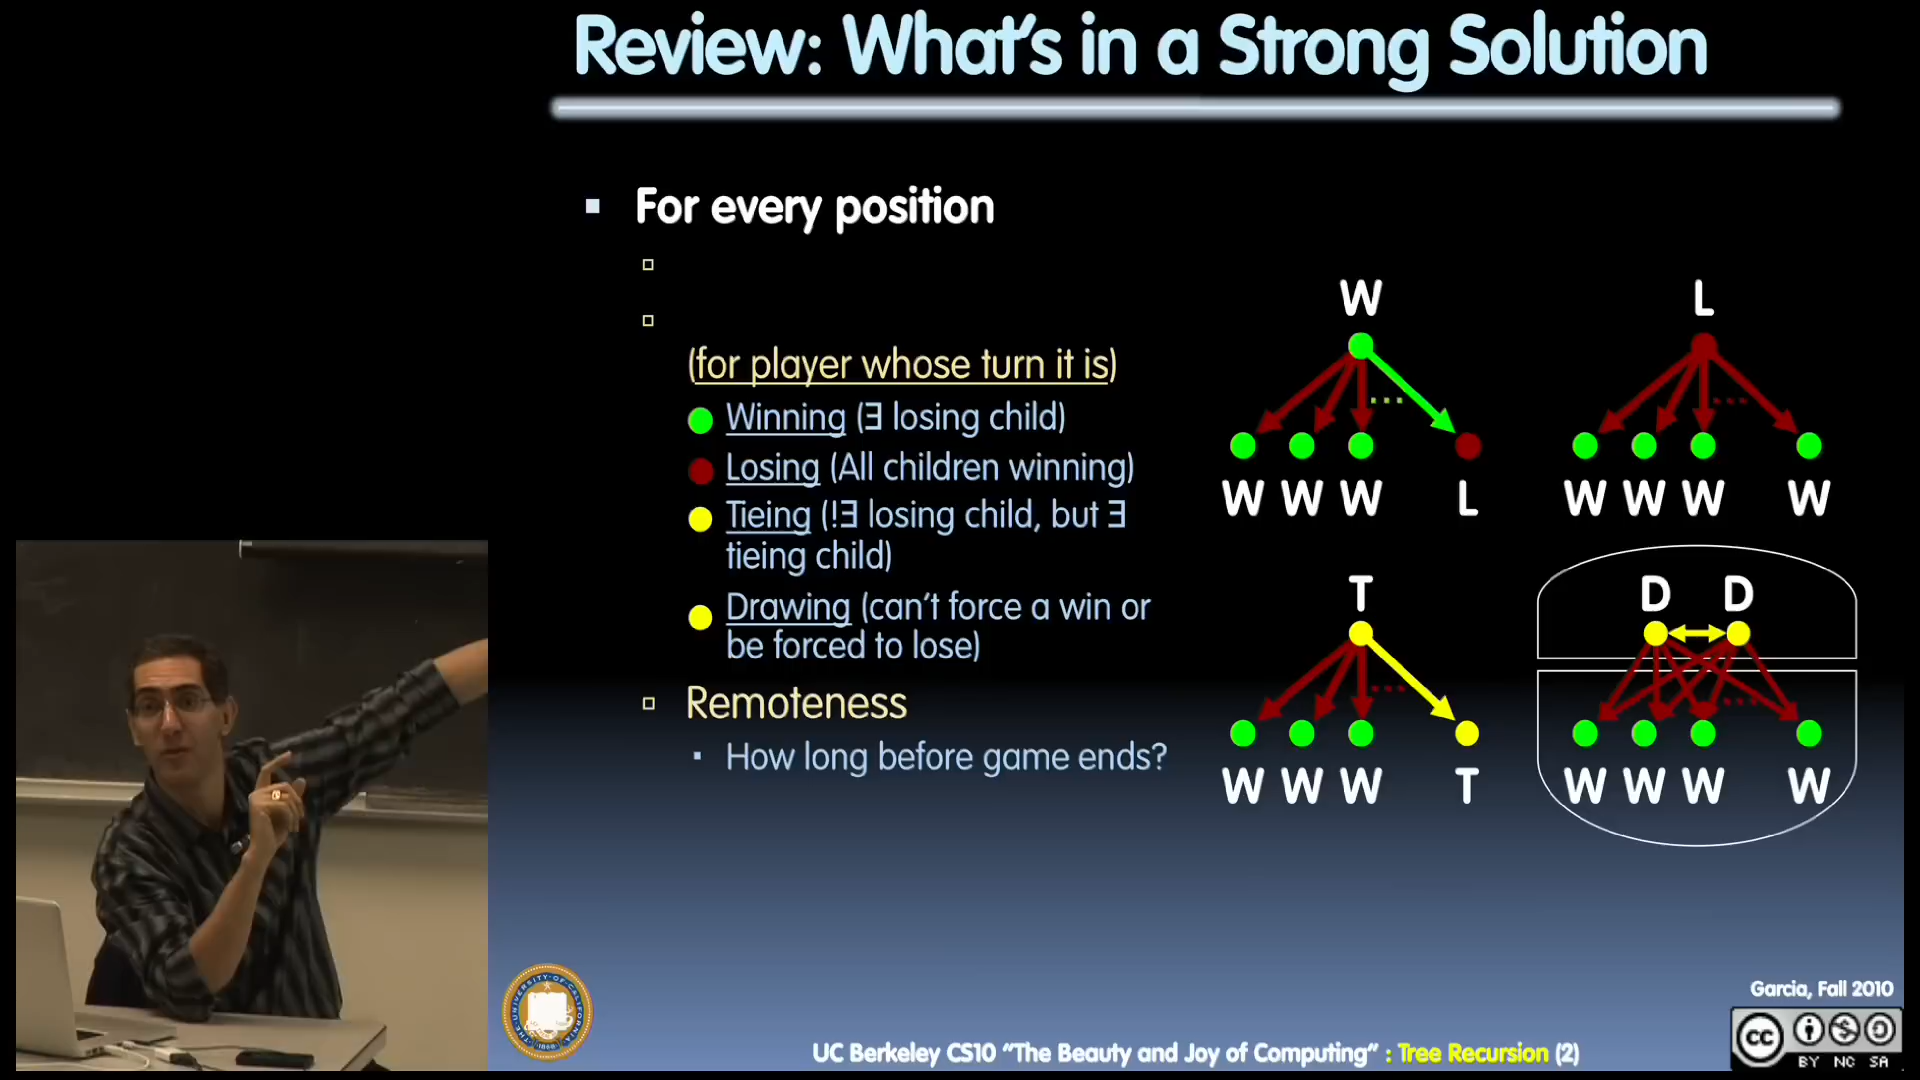 Review: What's in a Strong Solution
For every position
(for player whose turn it is)
Winning (∃ losing child)
Losing (All children winning)
Tieing (!∃ losing child, but ∃
tieing child)
Drawing (can't force a win or
be forced to lose)
Remoteness
How long before game ends?
W
L
...
...
W W W L
W W W W
T
D D
...
...
W W W T
W W W W
Garcia, Fall 2010
UC Berkeley CS10 "The Beauty and Joy of Computing" : Tree Recursion (2)
cc
BY NC SA